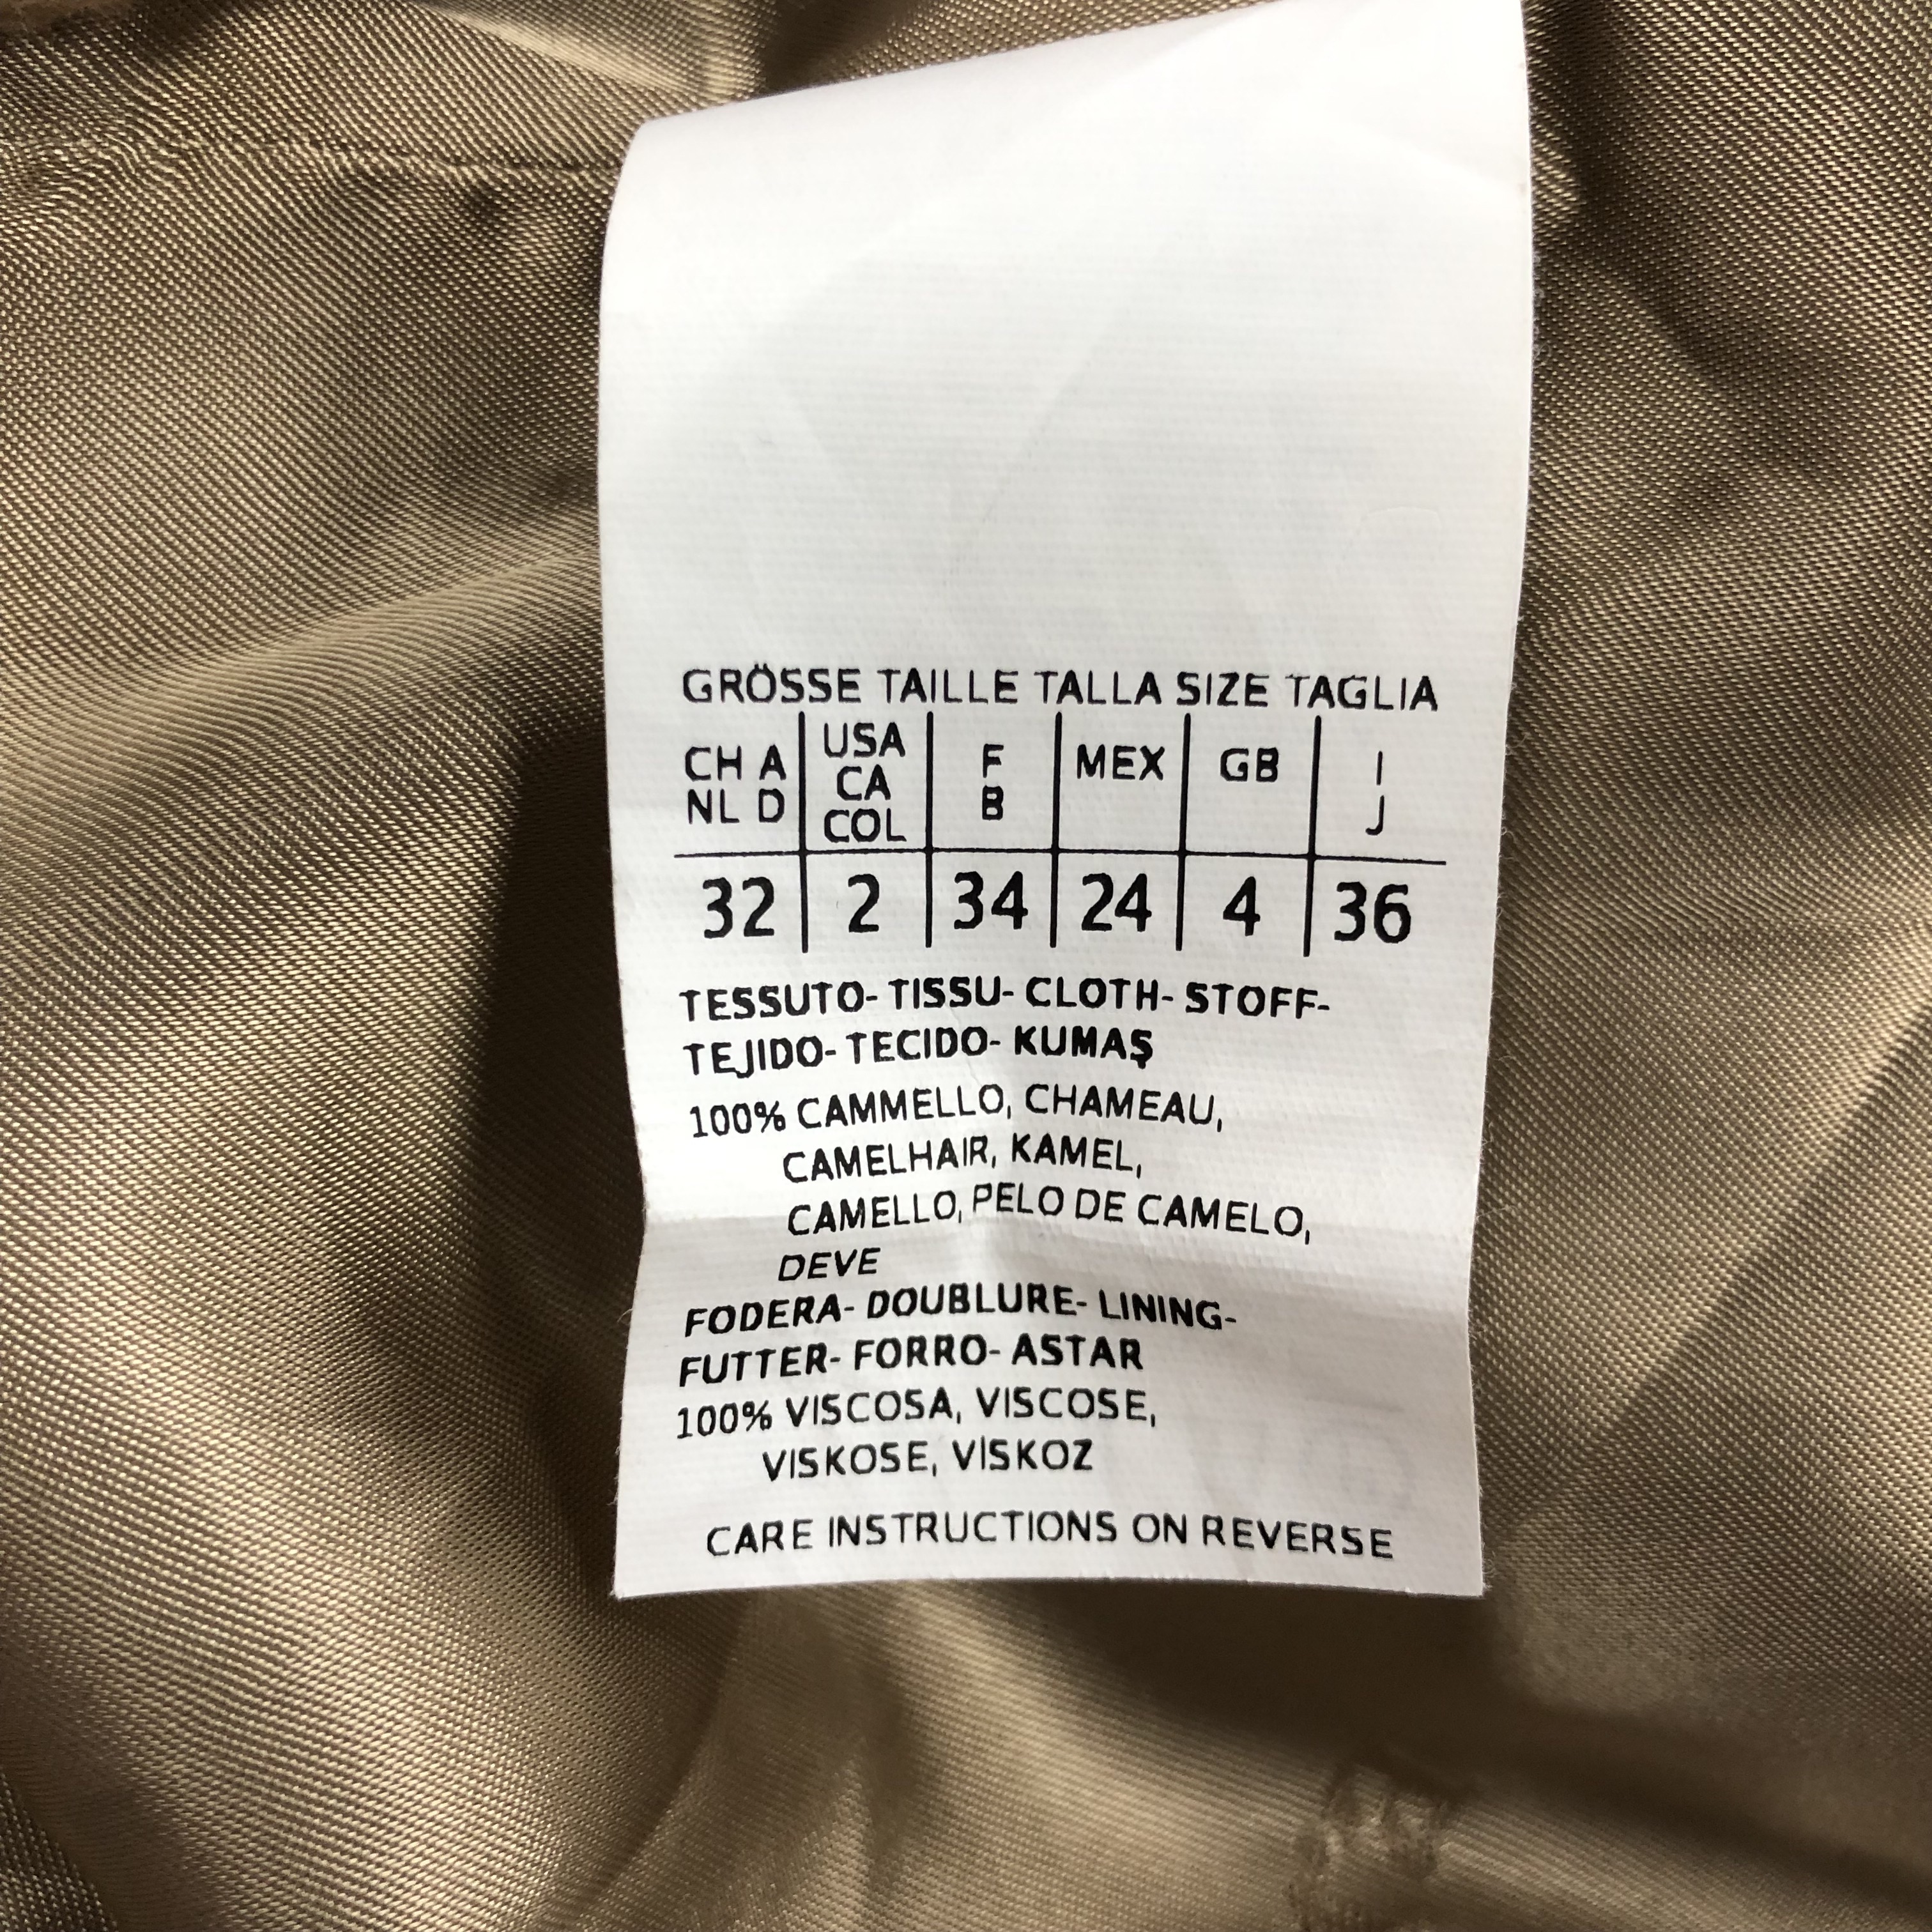 GRÖSSE TAILLE TALLA SIZE TAGLIA
CH A
NL D
USA
CA
COL
F
B
MEX
GB
I
J
32 2 34 24 4 36
TESSUTO- TISSU- CLOTH- STOFF-
TEJIDO- TECIDO- KUMAŞ
100% CAMMELLO, CHAMEAU,
CAMELHAIR, KAMEL,
CAMELLO, PELO DE CAMELO,
DEVE
FODERA- DOUBLURE- LINING-
FUTTER- FORRO- ASTAR
100% VISCOSA, VISCOSE,
VISKOSE, VİSKOZ
CARE INSTRUCTIONS ON REVERSE